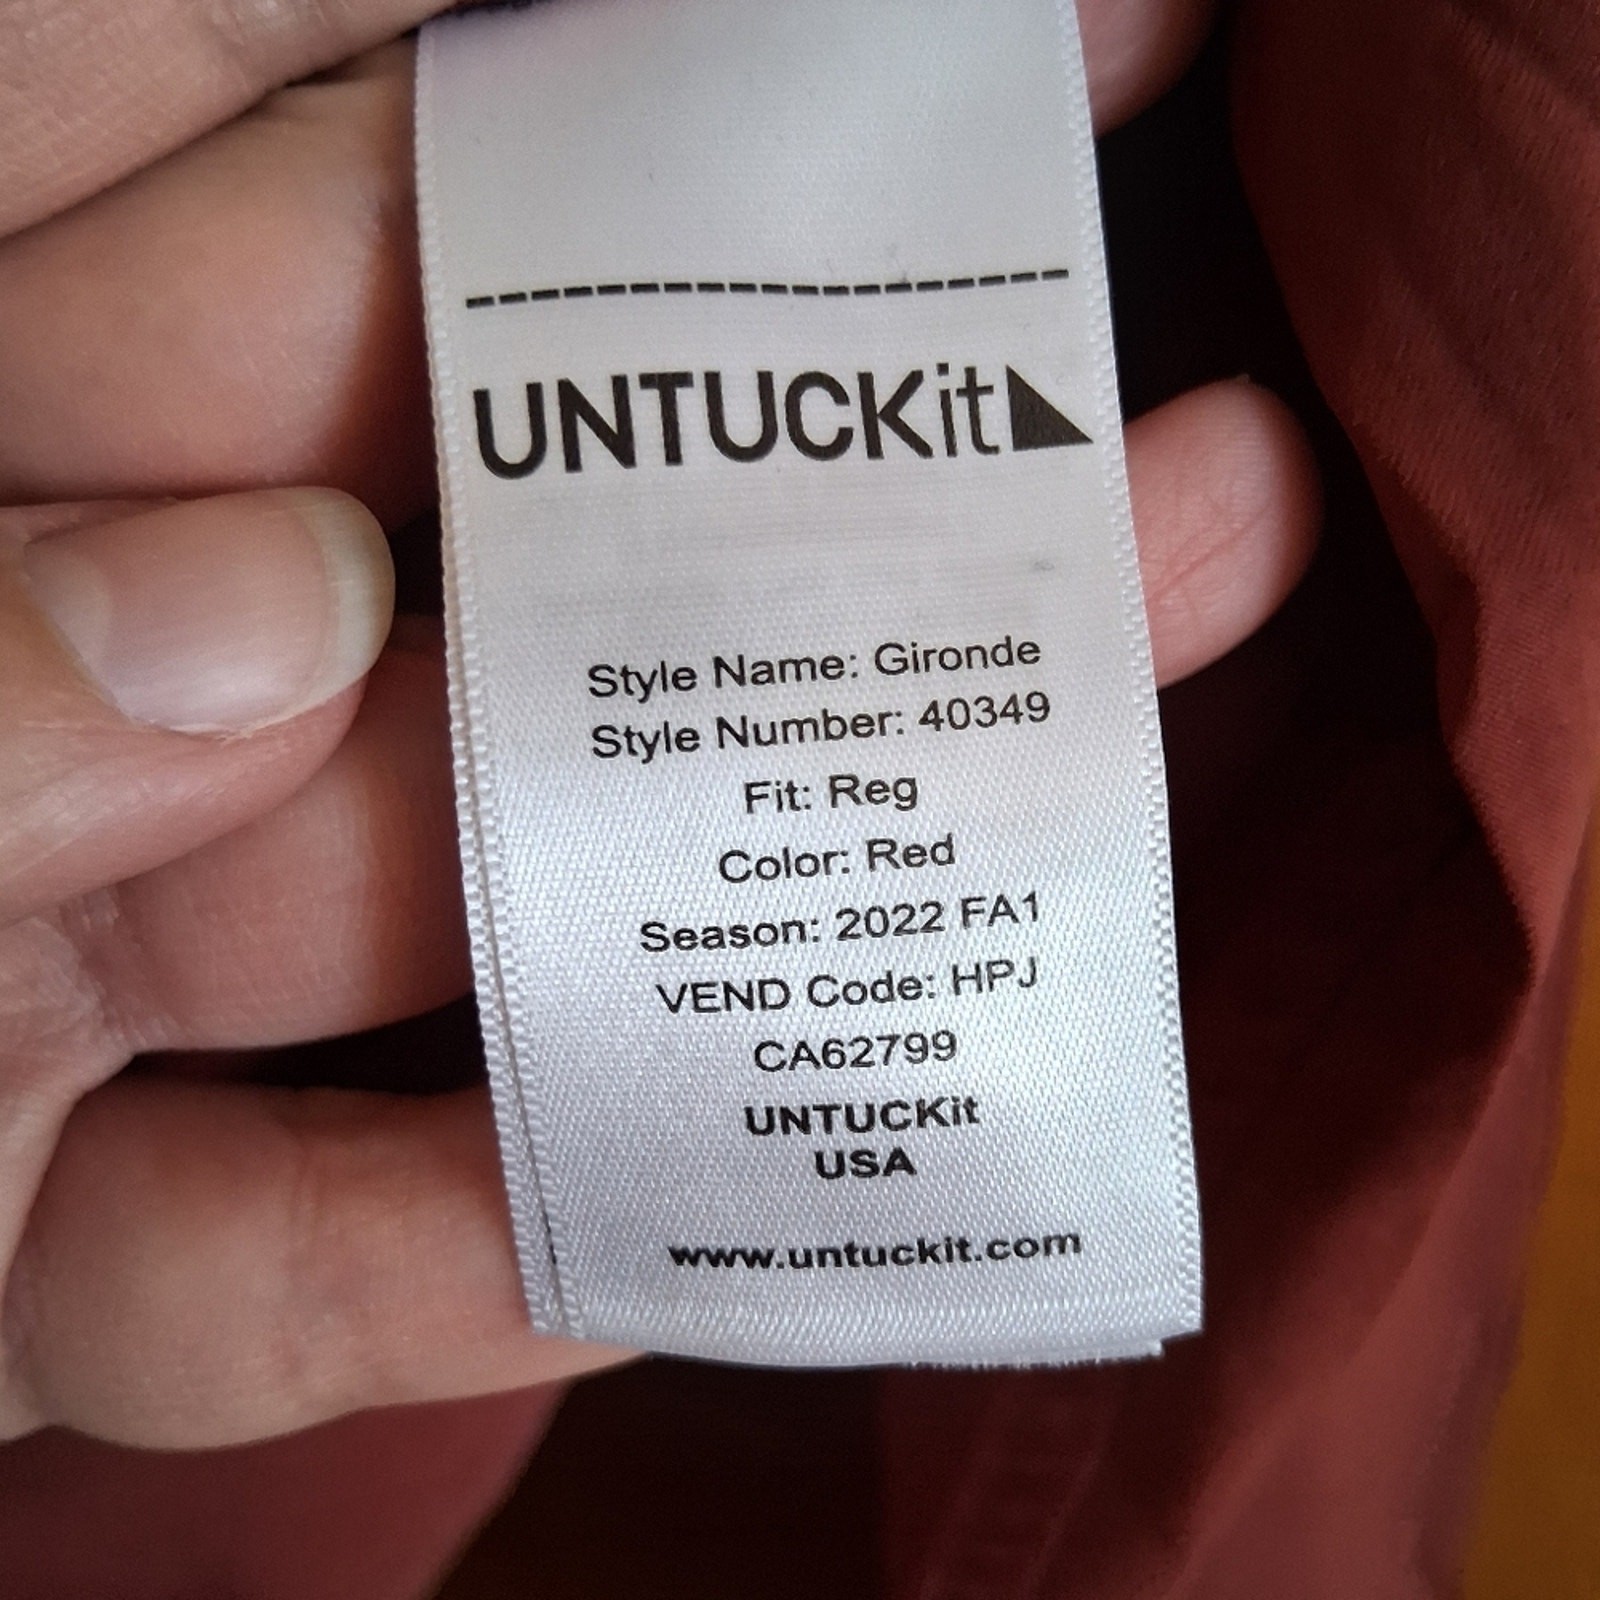 UNTUCKit
Style Name: Gironde
Style Number: 40349
Fit: Reg
Color: Red
Season: 2022 FA1
VEND Code: HPJ
CA62799
UNTUCKit
USA
www.untuckit.com